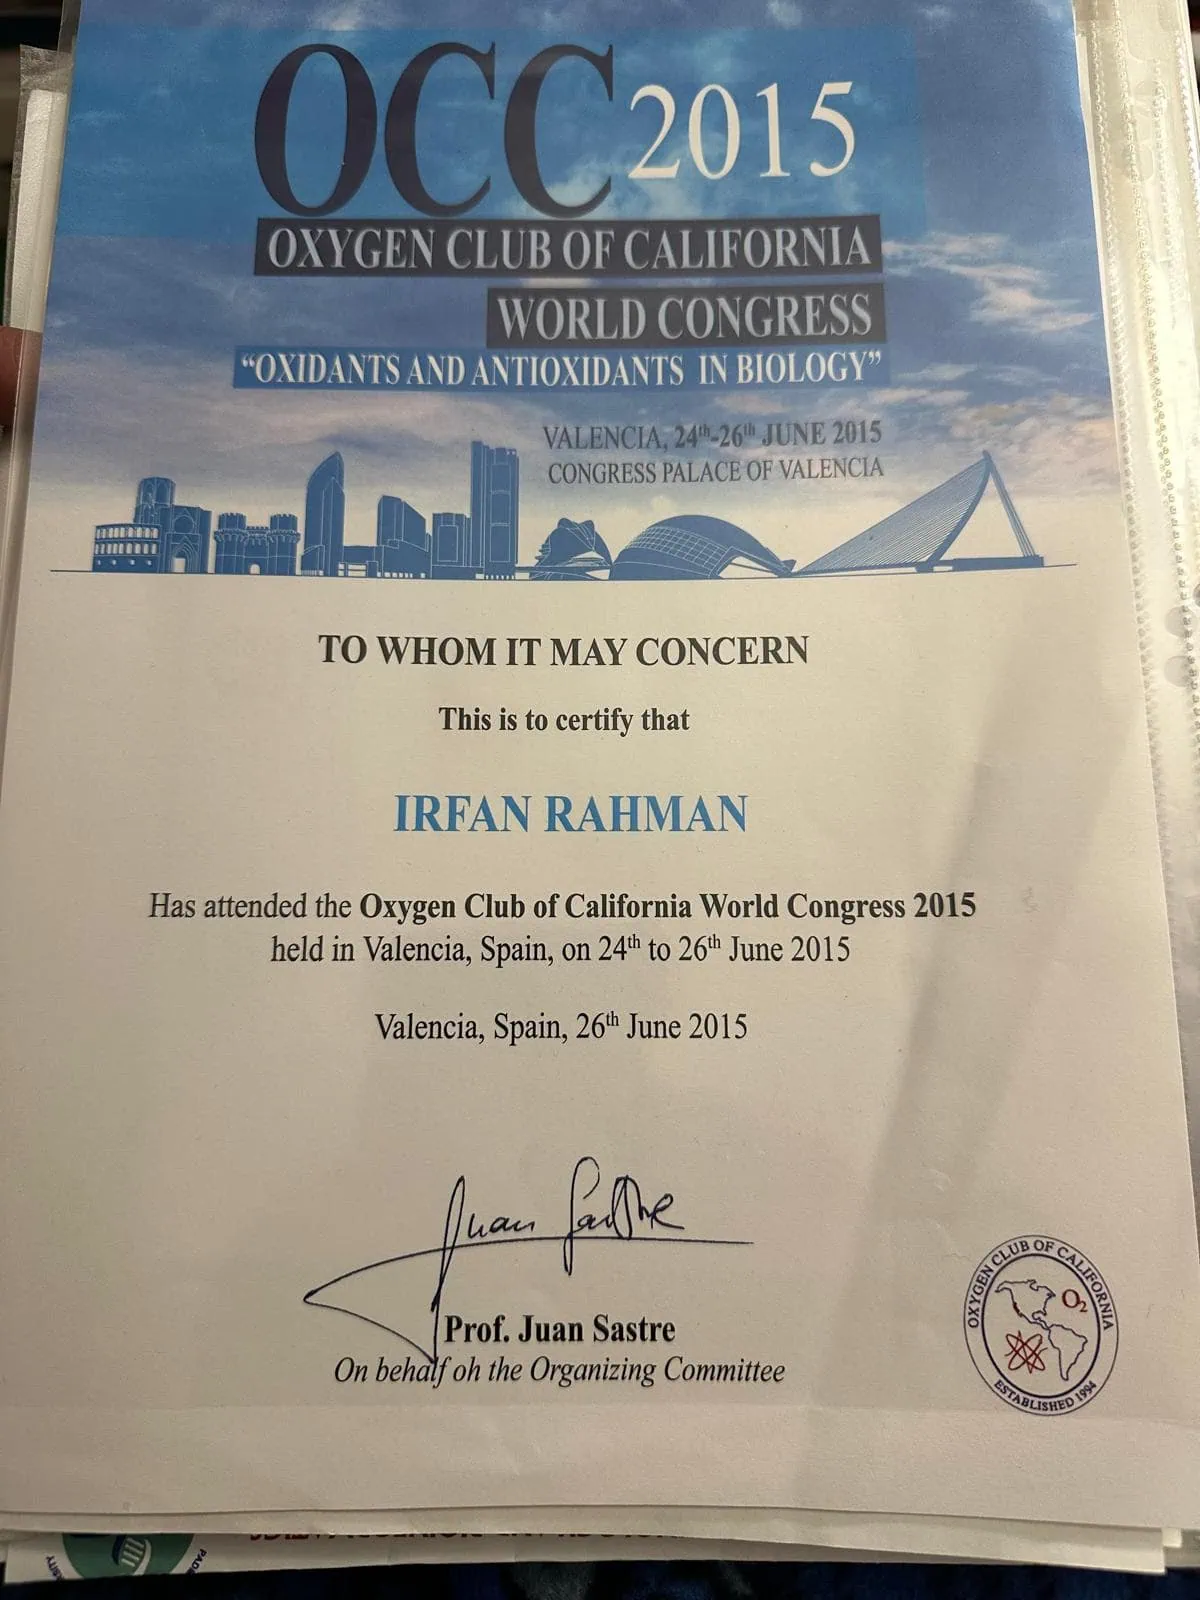 OCC 2015
OXYGEN CLUB OF CALIFORNIA
WORLD CONGRESS
“OXIDANTS AND ANTIOXIDANTS IN BIOLOGY”
VALENCIA, 24th-26th JUNE 2015
CONGRESS PALACE OF VALENCIA
TO WHOM IT MAY CONCERN
This is to certify that
IRFAN RAHMAN
Has attended the Oxygen Club of California World Congress 2015
held in Valencia, Spain, on 24th to 26th June 2015
Valencia, Spain, 26th June 2015
Juan Sastre
Prof. Juan Sastre
On behalf oh the Organizing Committee
OXYGEN CLUB OF CALIFORNIA
O2
ESTABLISHED 1994